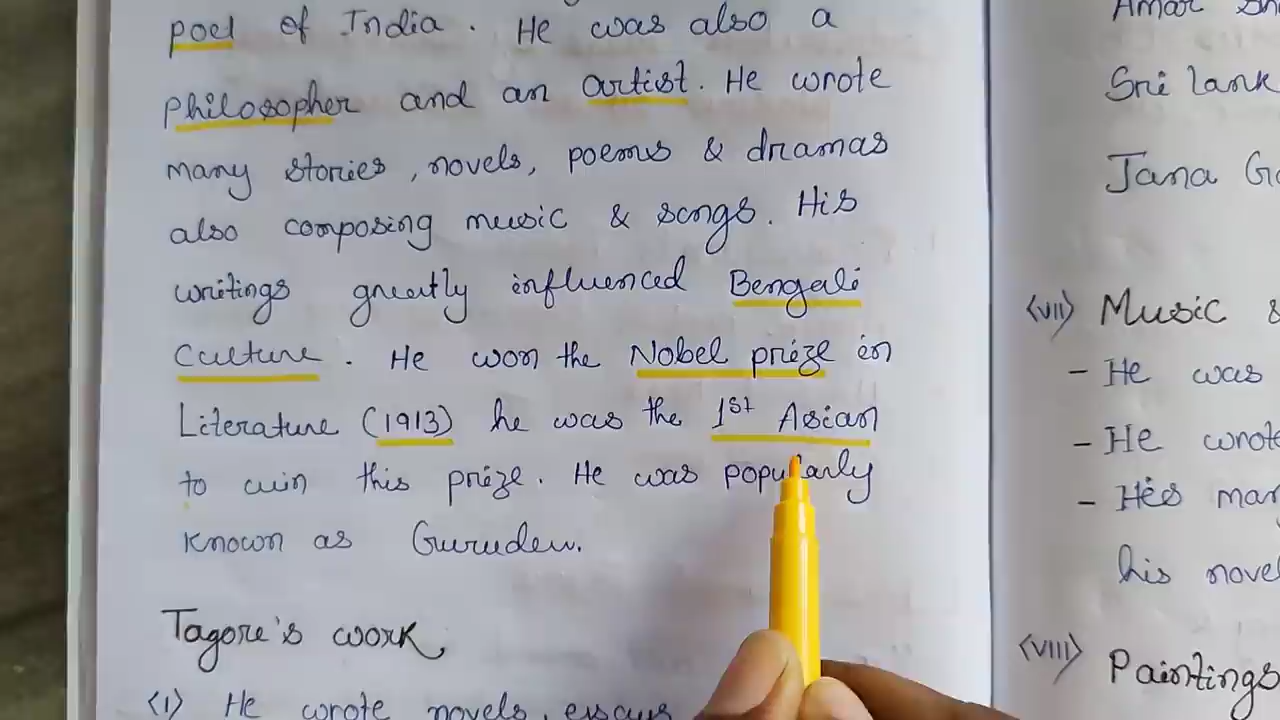 poet of India. He was also a
philosopher and an artist. He wrote
many stories, novels, poems & dramas
also composing music & songs. His
writings greatly influenced Bengali
Culture. He won the Nobel prize in
Literature (1913) he was the 1st Asian
to win this prize. He was popularly
known as Gurudev.
Tagore's work
(I) He wrote novels, essays
Amar
Sri lank
Jana
(VII) Music &
- He was
- He wrote
- His
his novel
(VIII) Paintings